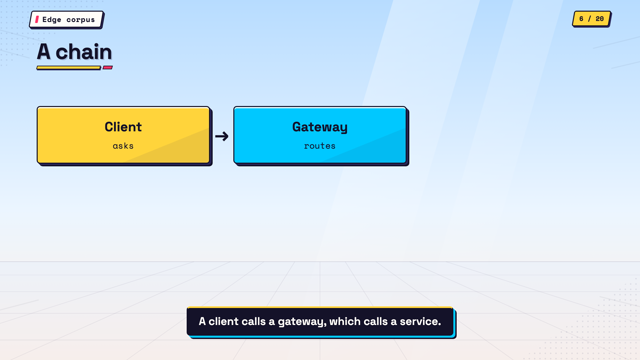 Edge corpus
6 / 20
A chain
Client
asks
→
Gateway
routes
A client calls a gateway, which calls a service.